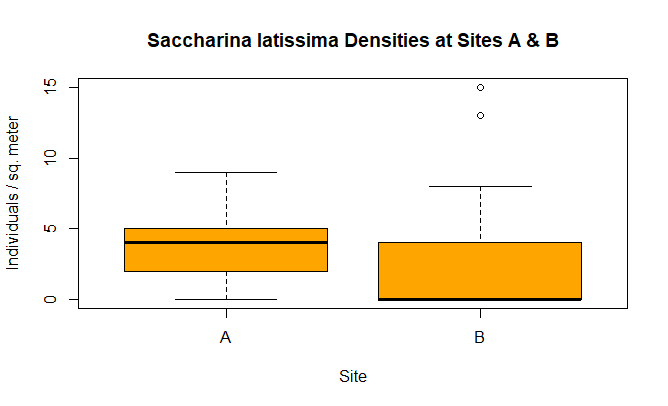 Saccharina latissima Densities at Sites A & B
Individuals / sq. meter
15
10
5
0
A
B
Site